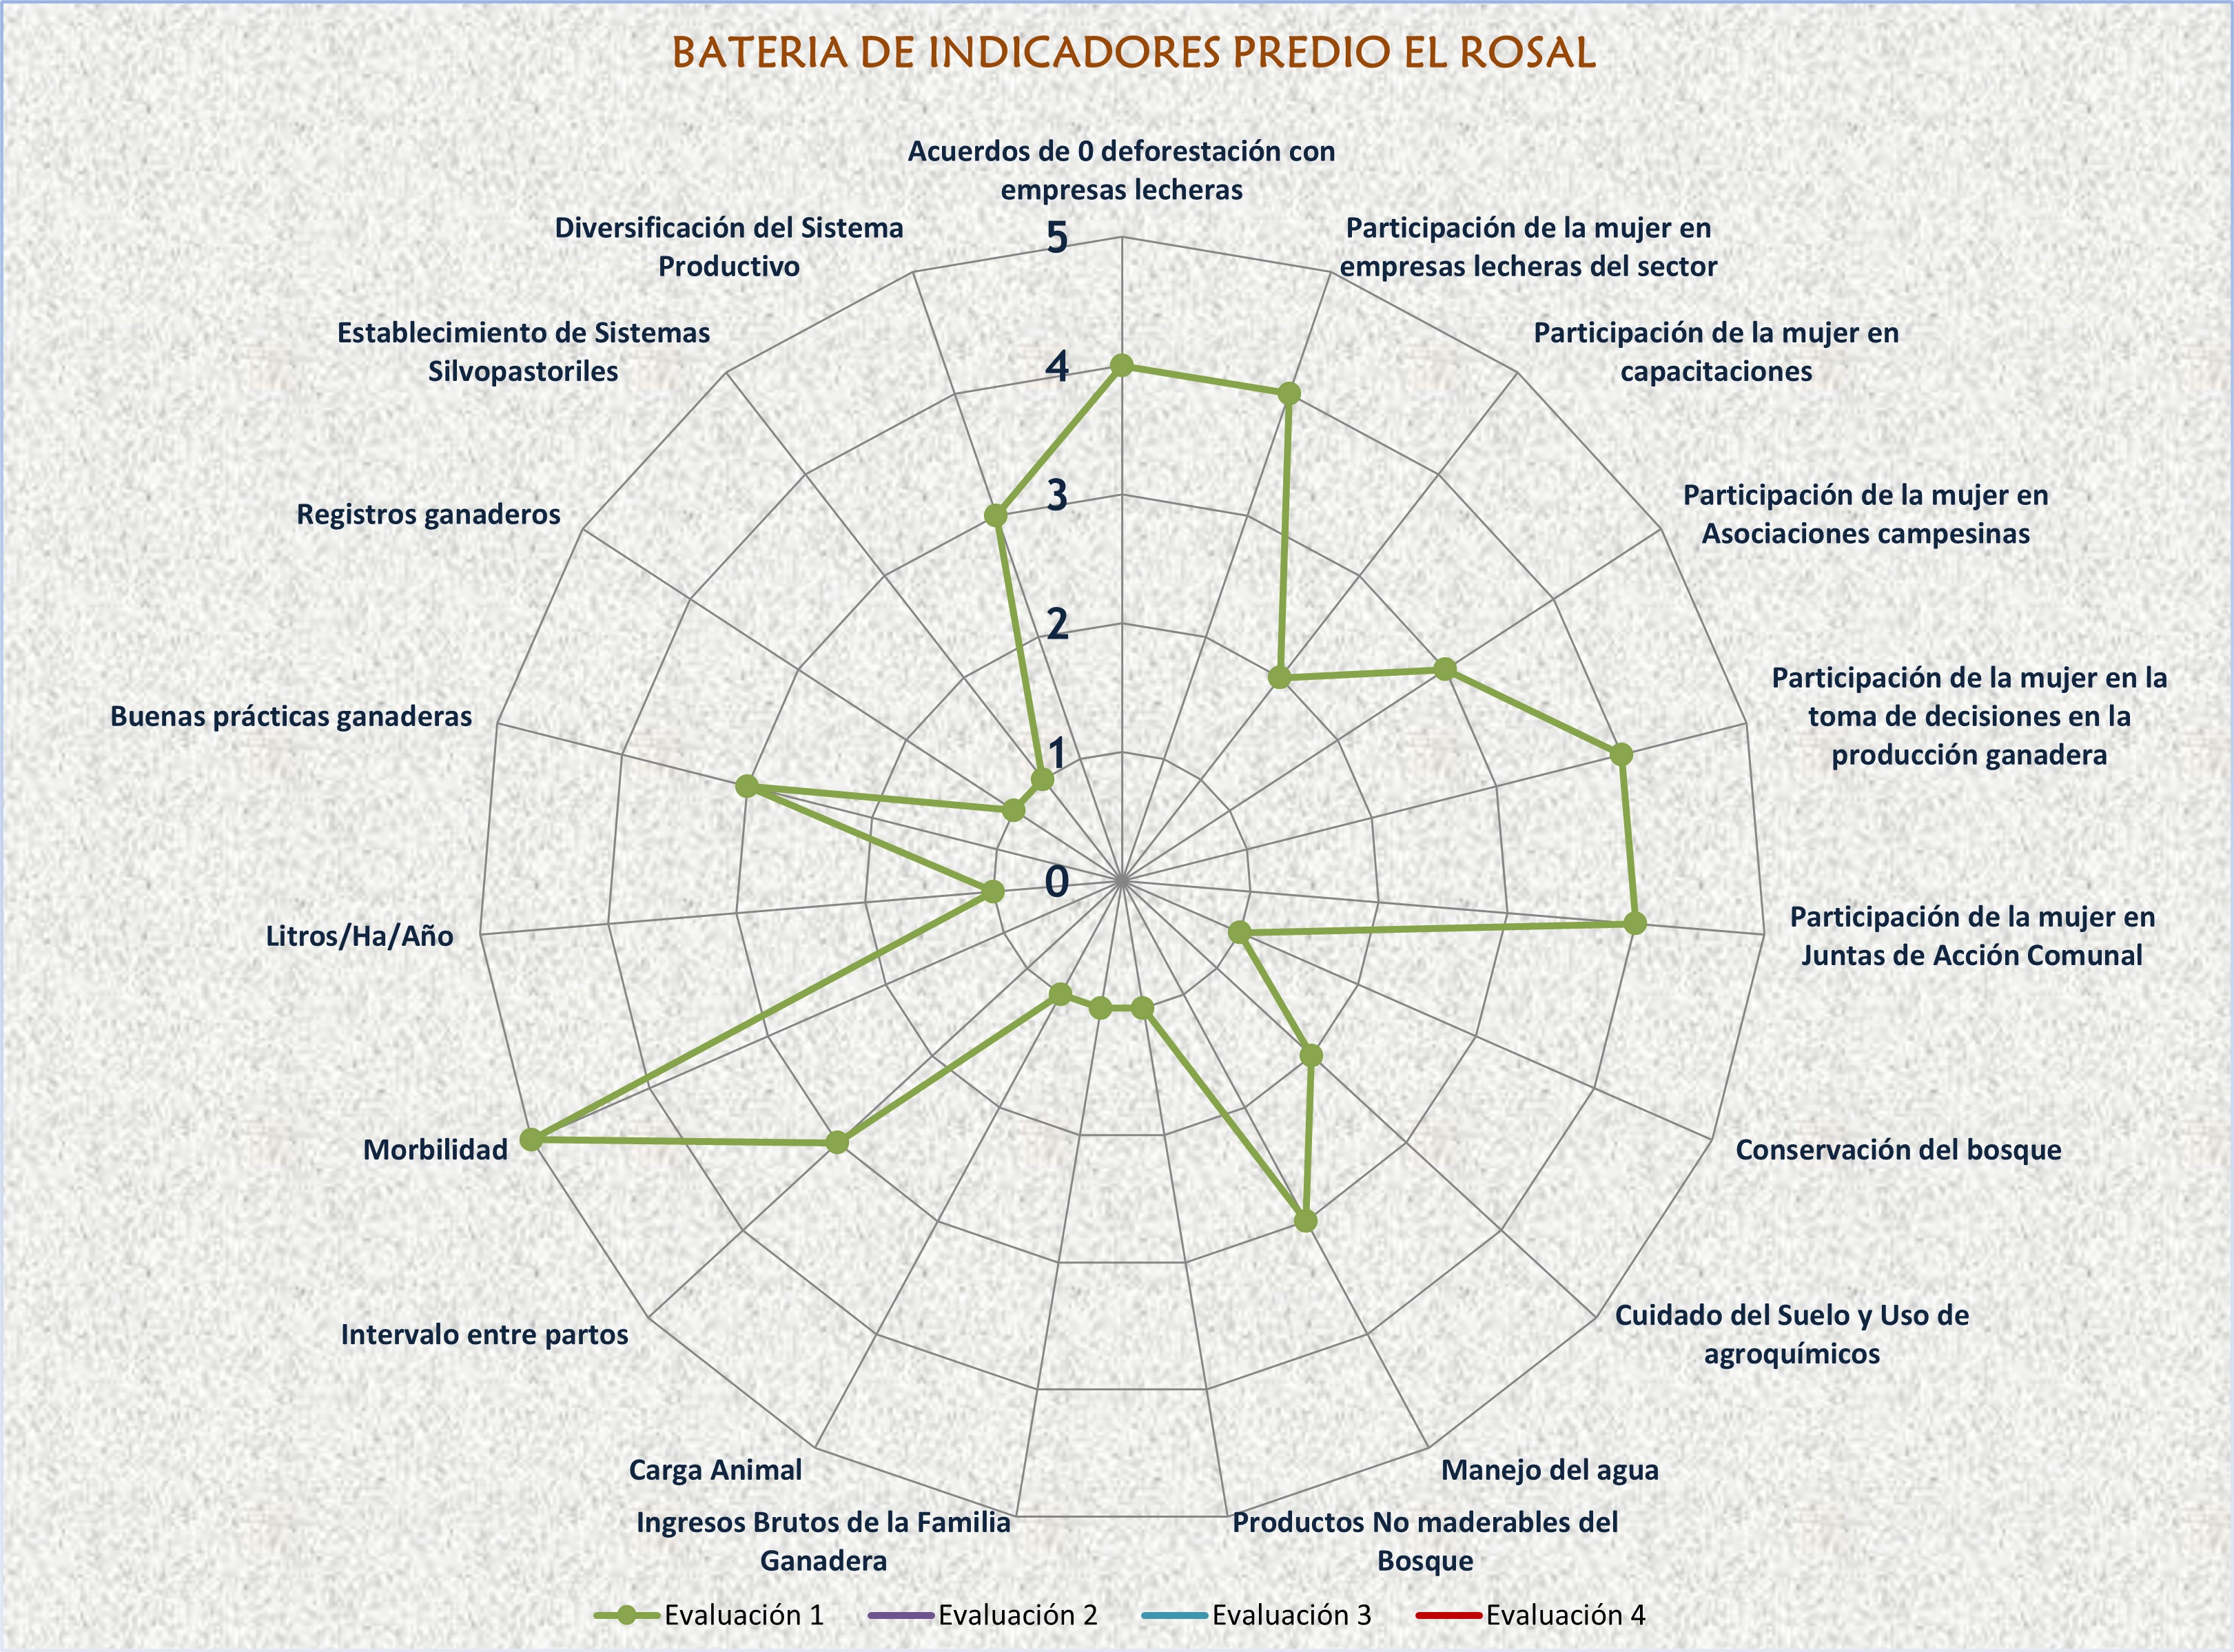 BATERIA DE INDICADORES PREDIO EL ROSAL
Acuerdos de 0 deforestación con
empresas lecheras
Participación de la mujer en
empresas lecheras del sector
Participación de la mujer en
capacitaciones
Participación de la mujer en
Asociaciones campesinas
Participación de la mujer en la
toma de decisiones en la
producción ganadera
Participación de la mujer en
Juntas de Acción Comunal
Conservación del bosque
Cuidado del Suelo y Uso de
agroquímicos
Manejo del agua
Productos No maderables del
Bosque
Ingresos Brutos de la Familia
Ganadera
Carga Animal
Intervalo entre partos
Morbilidad
Litros/Ha/Año
Buenas prácticas ganaderas
Registros ganaderos
Establecimiento de Sistemas
Silvopastoriles
Diversificación del Sistema
Productivo
5
4
3
2
1
0
Evaluación 1
Evaluación 2
Evaluación 3
Evaluación 4